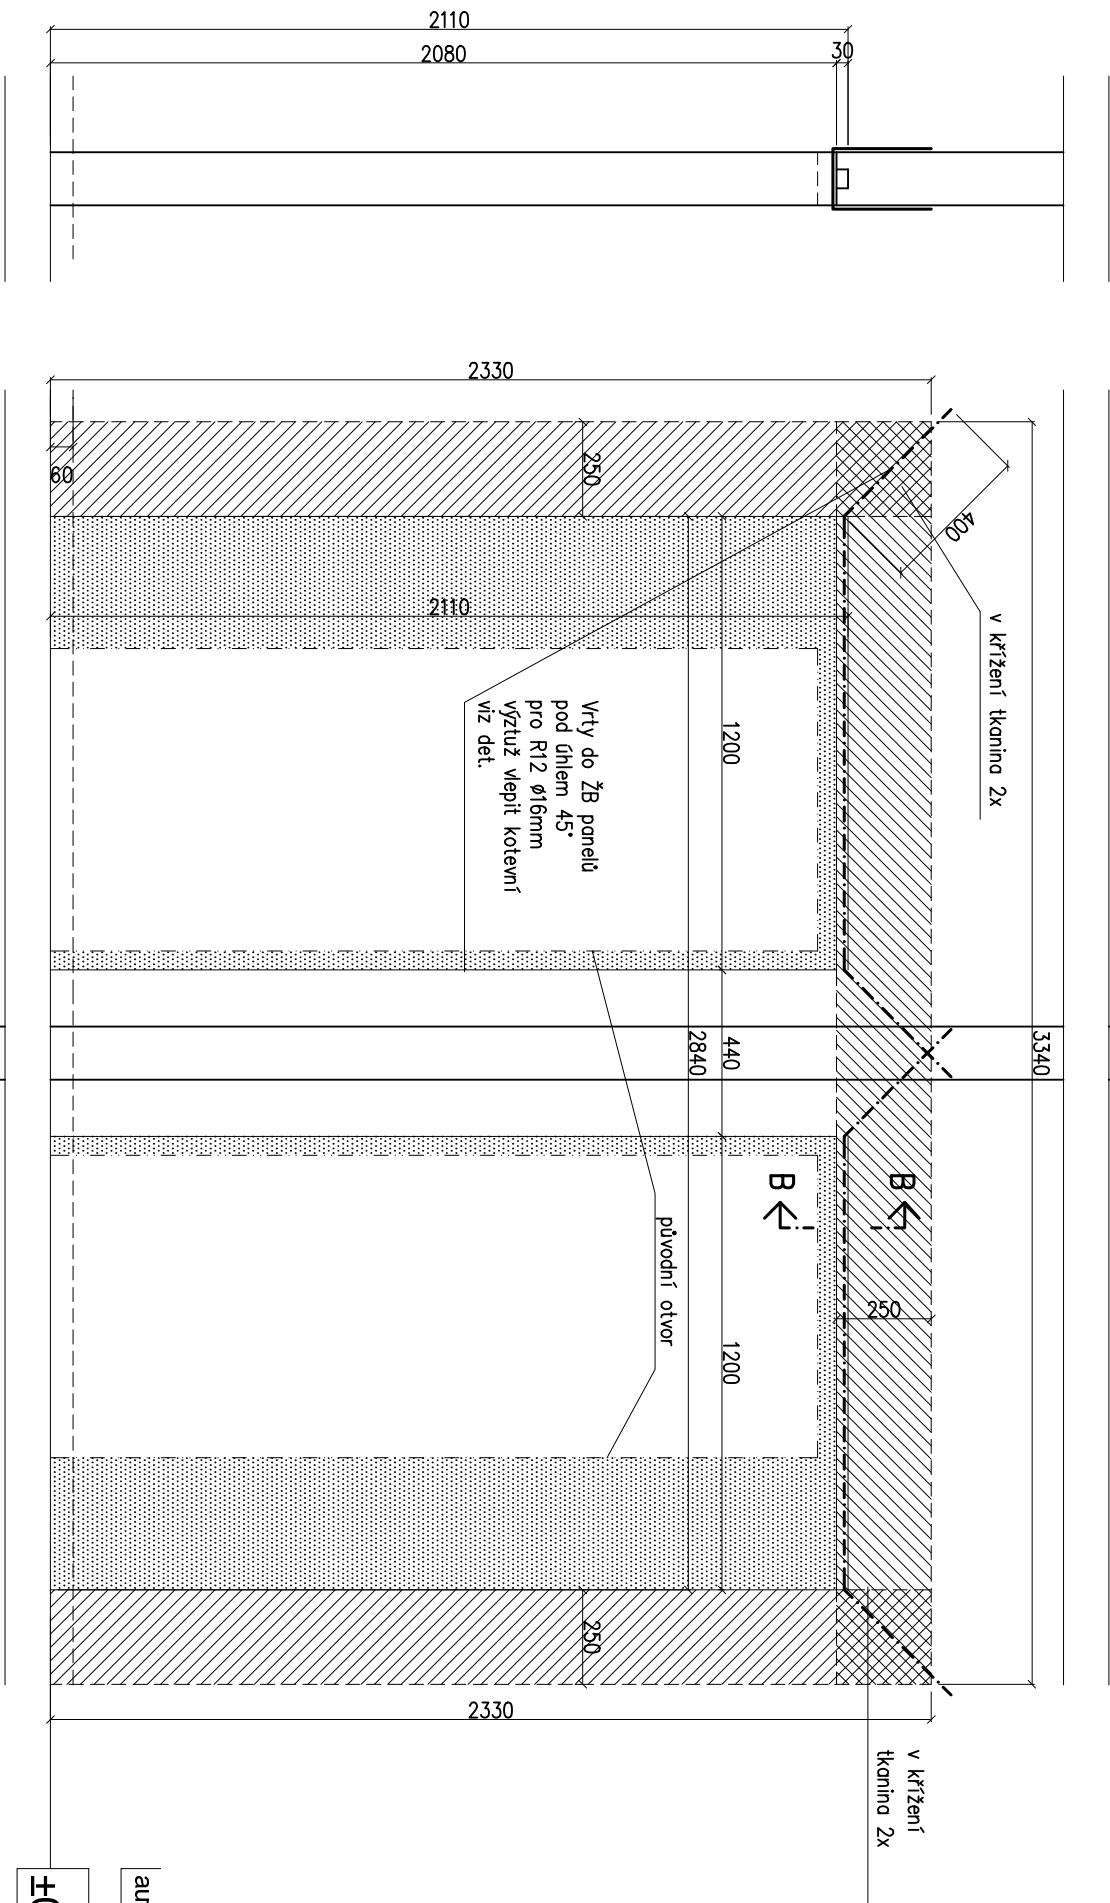 2110
2080
30
2330
60
250
400
v křížení tkanina 2x
2110
1200
Vrty do ŽB panelů
pod úhlem 45°
pro R12 ø16mm
výztuž vlepit kotevní
viz det.
440
2840
3340
B
B
původní otvor
250
1200
250
2330
v křížení
tkanina 2x